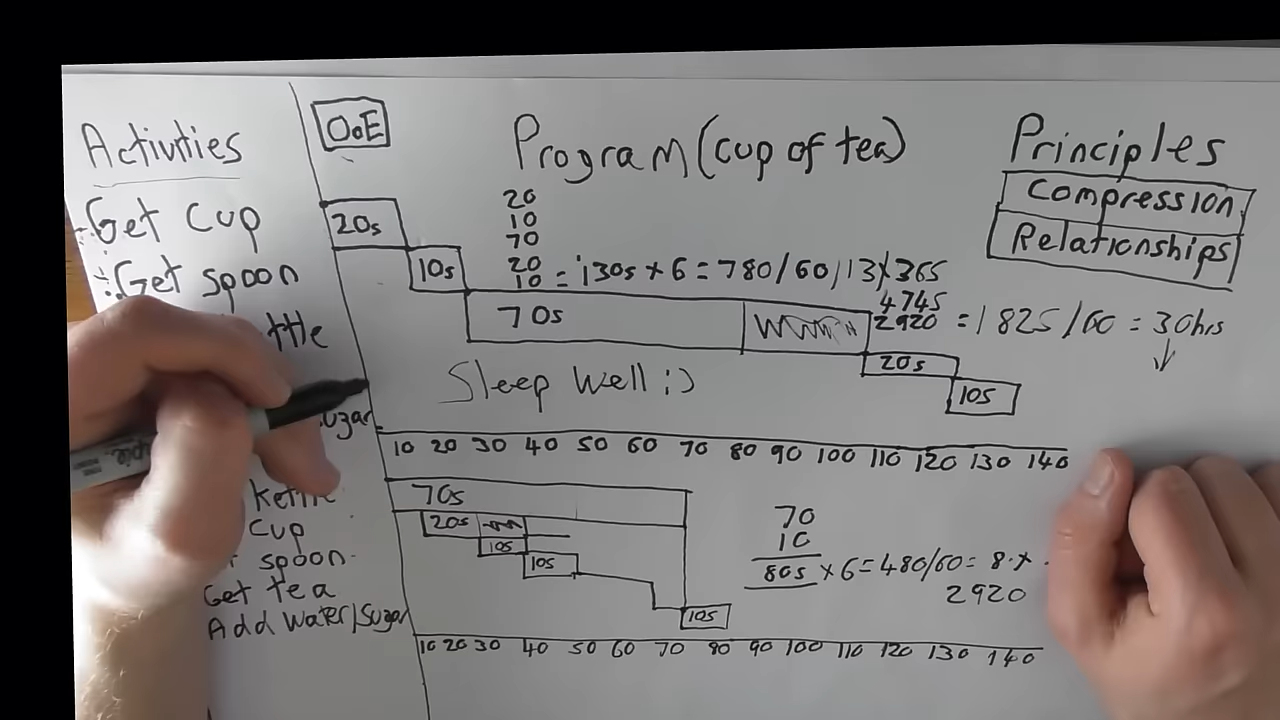 Activities
Get Cup
Get spoon
ttle
ugar
Kettle
Cup
spoon
Get tea
Add Water/Sugar
OoE
Program (cup of tea)
20s
10s
70s
20s
10s
20
10
70
20
10 = 130s x 6 = 780/60/13 x 365
4745
2920 = 1825/60 = 30hrs
Sleep Well :)
10 20 30 40 50 60 70 80 90 100 110 120 130 140
70s
20s
10s
10s
10s
70
10
80s x 6 = 480/60 = 8 x
2920
10 20 30 40 50 60 70 80 90 100 110 120 130 140
Principles
Compression
Relationships